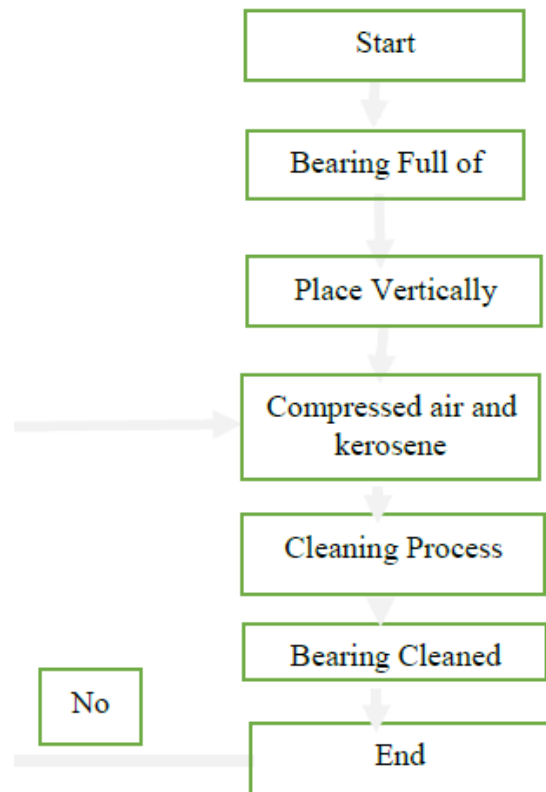 Start
Bearing Full of
Place Vertically
Compressed air and
kerosene
Cleaning Process
Bearing Cleaned
No
End